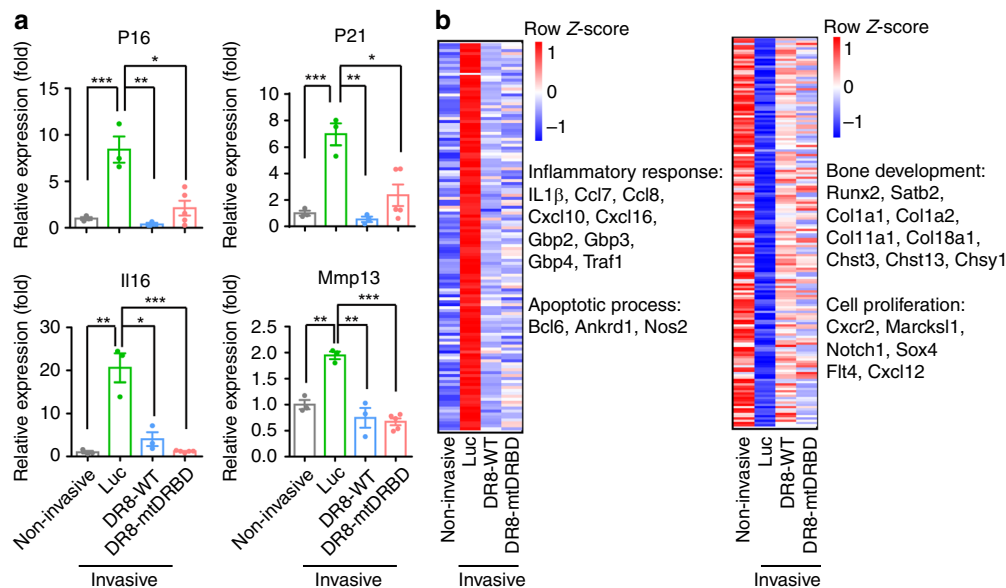 a
P16
Relative expression (fold)
15
10
5
0
***
**
*
P21
Relative expression (fold)
10
8
6
4
2
0
***
**
*
Il16
Relative expression (fold)
30
20
10
0
**
*
***
Non-invasive
Luc
DR8-WT
DR8-mtDRBD
Invasive
Mmp13
Relative expression (fold)
2.5
2.0
1.5
1.0
0.5
0.0
**
**
***
Non-invasive
Luc
DR8-WT
DR8-mtDRBD
Invasive
b
Row Z-score
1
0
−1
Inflammatory response:
IL1β, Ccl7, Ccl8,
Cxcl10, Cxcl16,
Gbp2, Gbp3,
Gbp4, Traf1
Apoptotic process:
Bcl6, Ankrd1, Nos2
Non-invasive
Luc
DR8-WT
DR8-mtDRBD
Invasive
Row Z-score
1
0
−1
Bone development:
Runx2, Satb2,
Col1a1, Col1a2,
Col11a1, Col18a1,
Chst3, Chst13, Chsy1
Cell proliferation:
Cxcr2, Marcksl1,
Notch1, Sox4
Flt4, Cxcl12
Non-invasive
Luc
DR8-WT
DR8-mtDRBD
Invasive